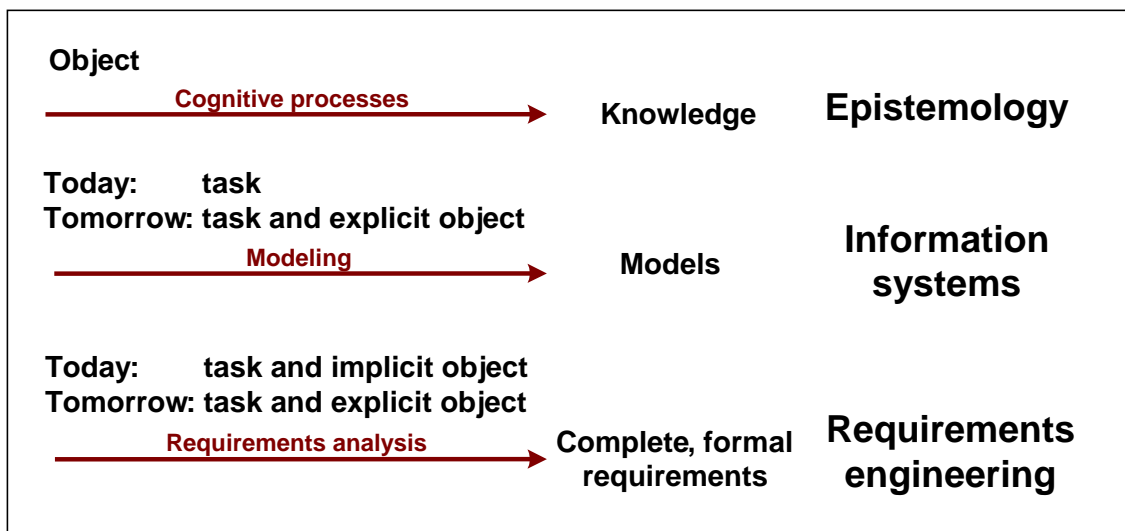 Object
Cognitive processes
Knowledge
Epistemology
Today: task
Tomorrow: task and explicit object
Modeling
Models
Information
systems
Today: task and implicit object
Tomorrow: task and explicit object
Requirements analysis
Complete, formal
requirements
Requirements
engineering